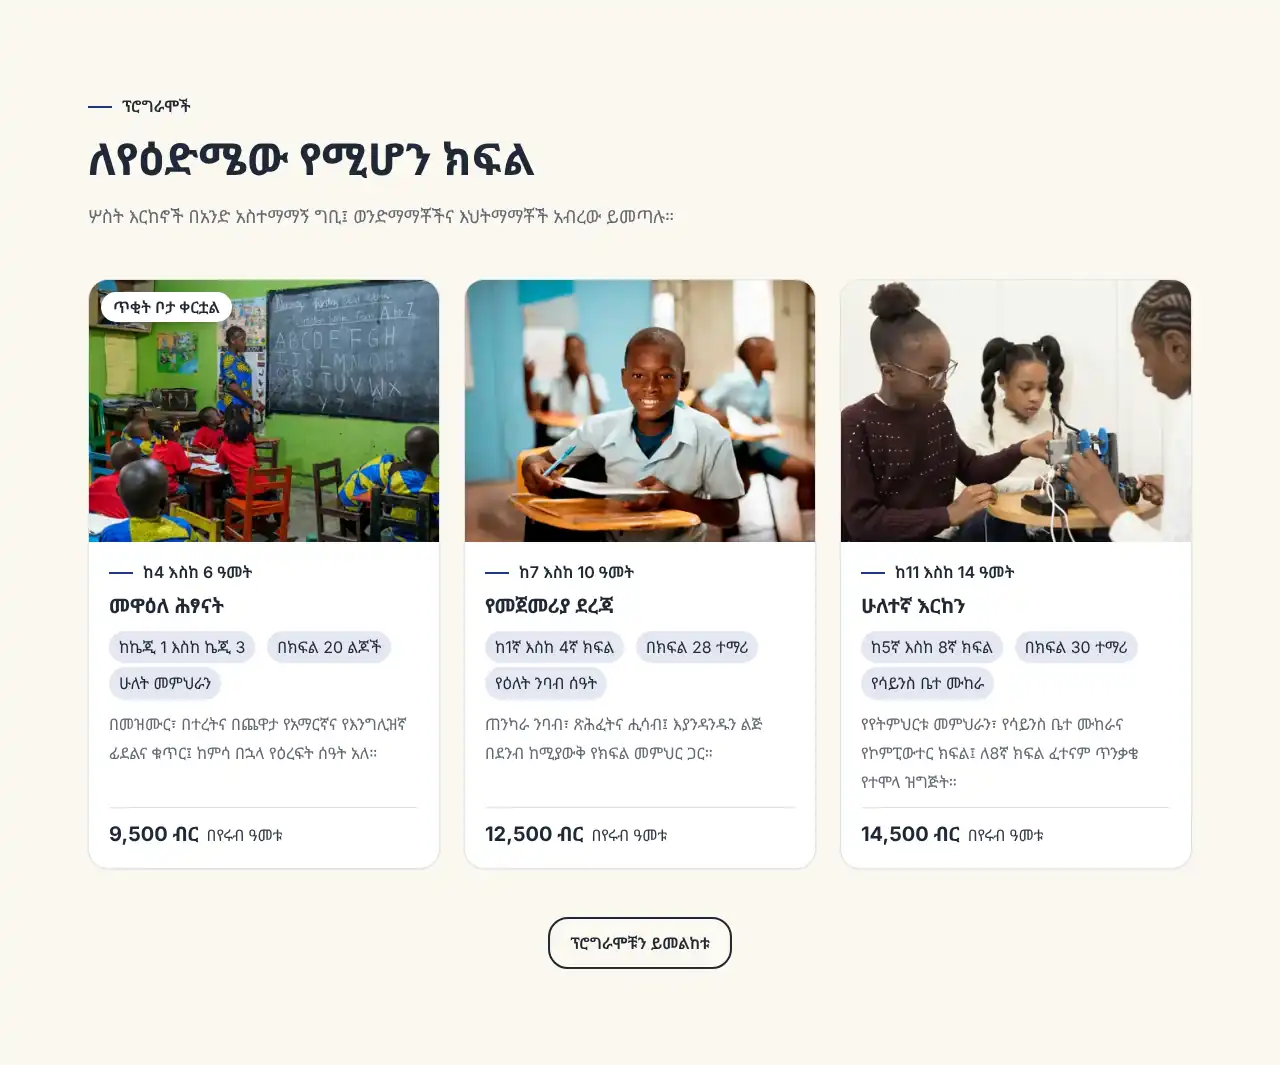 ፕሮግራሞች
ለየዕድሜው የሚሆን ክፍል
ሦስት እርከኖች በአንድ አስተማማኝ ግቢ፤ ወንድማማቾችና እህትማማቾች አብረው ይመጣሉ።
ጥቂት ቦታ ቀርቷል
A to Z
A B C D E F G H
I J K L M N O P
R S T U V W X
Y Z
ከ4 እስከ 6 ዓመት
መዋዕለ ሕፃናት
ከኬጂ 1 እስከ ኬጂ 3
በክፍል 20 ልጆች
ሁለት መምህራን
በመዝሙር፣ በተረትና በጨዋታ የአማርኛና የእንግሊዝኛ
ፊደልና ቁጥር፤ ከምሳ በኋላ የዕረፍት ሰዓት አለ።
9,500 ብር በየሩብ ዓመቱ
ከ7 እስከ 10 ዓመት
የመጀመሪያ ደረጃ
ከ1ኛ እስከ 4ኛ ክፍል
በክፍል 28 ተማሪ
የዕለት ንባብ ሰዓት
ጠንካራ ንባብ፣ ጽሕፈትና ሒሳብ፤ እያንዳንዱን ልጅ
በደንብ ከሚያውቅ የክፍል መምህር ጋር።
12,500 ብር በየሩብ ዓመቱ
ከ11 እስከ 14 ዓመት
ሁለተኛ እርከን
ከ5ኛ እስከ 8ኛ ክፍል
በክፍል 30 ተማሪ
የሳይንስ ቤተ ሙከራ
የየትምህርቱ መምህራን፣ የሳይንስ ቤተ ሙከራና
የኮምፒውተር ክፍል፤ ለ8ኛ ክፍል ፈተናም ጥንቃቄ
የተሞላ ዝግጅት።
14,500 ብር በየሩብ ዓመቱ
ፕሮግራሞቹን ይመልከቱ